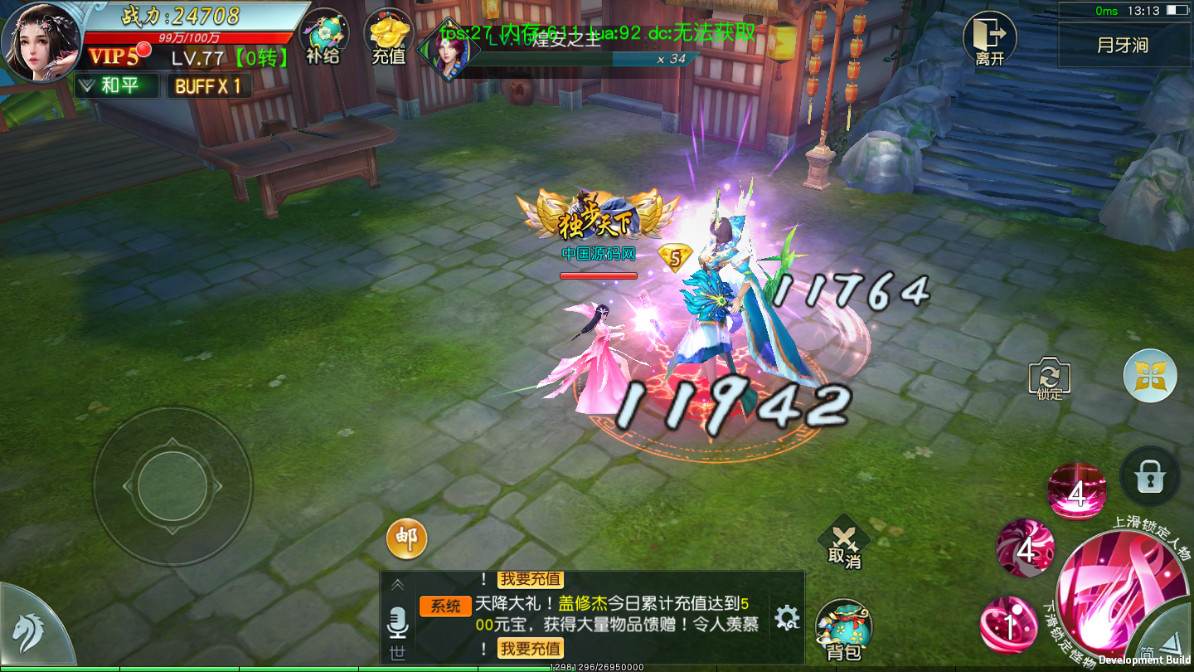 战力:24708
99万/100万
VIP5
LV.77【0转】
和平
BUFF X 1
补给
充值
fps:27 内存:611 lua:92 dc:无法获取
煌女之主
x 34
离开
0ms 13:13
月牙涧
独步天下
中国源码网
5
11764
11942
锁定
邮
取消
4
4
1
上滑锁定人物
下滑锁定怪物
！ 我要充值
系统 天降大礼！盖修杰今日累计充值达到5
00元宝，获得大量物品馈赠！令人羡慕
！ 我要充值
世
背包
简
Development Build
12981296/26950000